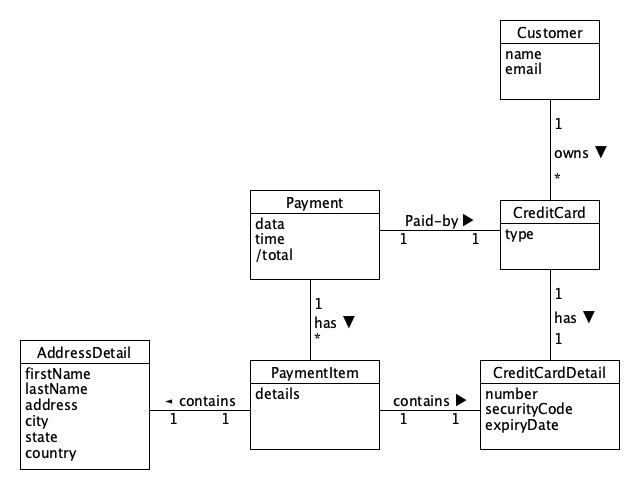 Customer
name
email
1
owns ▼
*
Payment
data
time
/total
Paid-by ▶
1 1
CreditCard
type
1
has ▼
*
1
has ▼
1
AddressDetail
firstName
lastName
address
city
state
country
◄ contains
1 1
PaymentItem
details
contains ▶
1 1
CreditCardDetail
number
securityCode
expiryDate